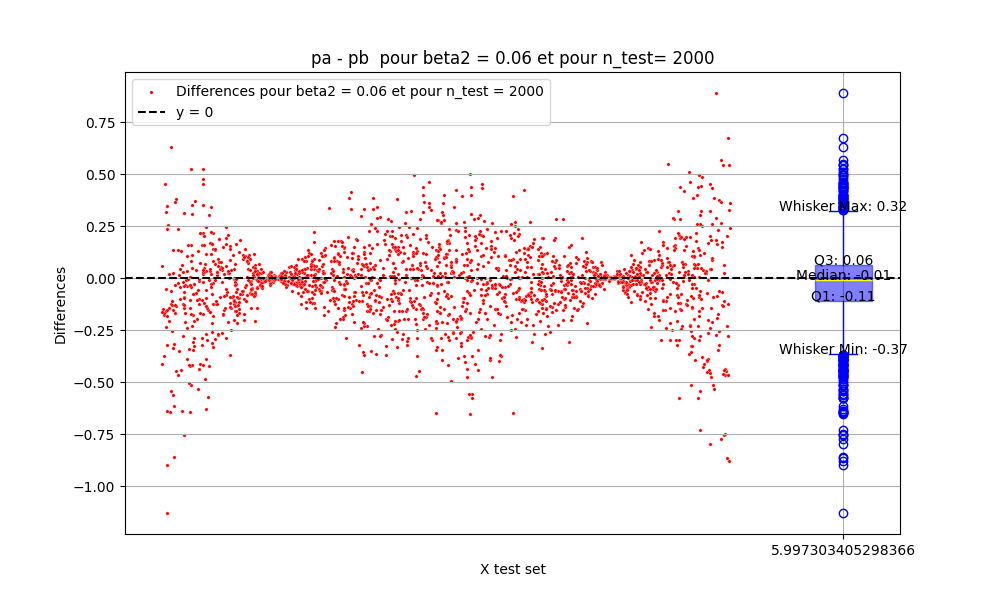 pa - pb  pour beta2 = 0.06 et pour n_test= 2000
Differences pour beta2 = 0.06 et pour n_test = 2000
y = 0
0.75
0.50
0.25
0.00
−0.25
−0.50
−0.75
−1.00
Differences
Whisker Max: 0.32
Q3: 0.06
Median: -0.01
Q1: -0.11
Whisker Min: -0.37
5.997303405298366
X test set